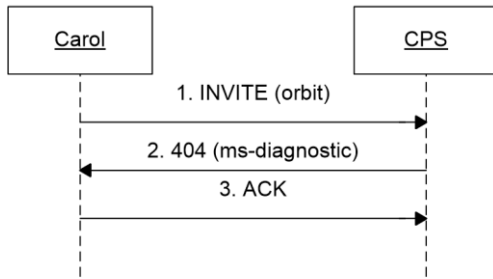 Carol
CPS
1. INVITE (orbit)
2. 404 (ms-diagnostic)
3. ACK